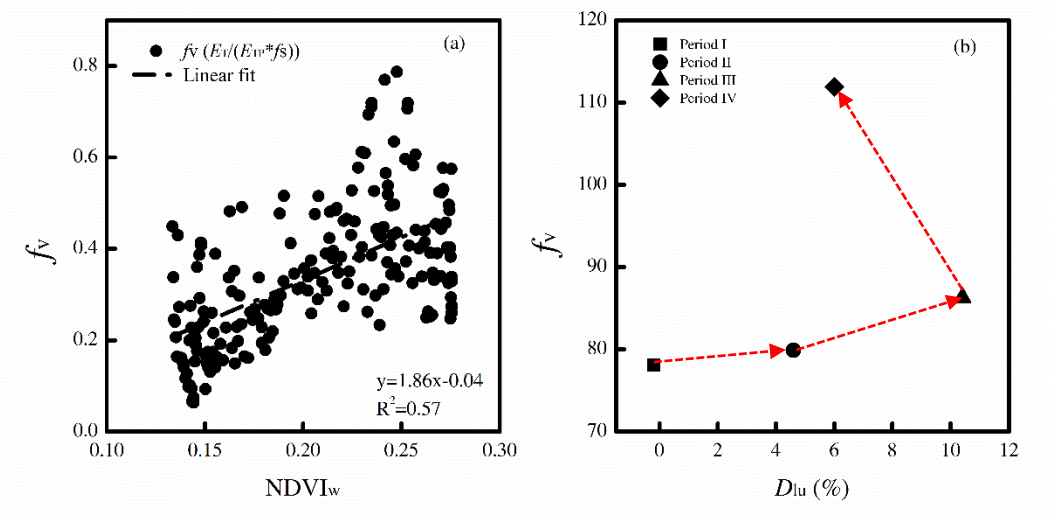 (a)
fv (ET/(ETP*fs))
Linear fit
0.8
0.6
0.4
0.2
0.0
fv
y=1.86x-0.04
R²=0.57
0.10 0.15 0.20 0.25 0.30
NDVIw
(b)
Period I
Period II
Period III
Period IV
120
110
100
90
80
70
fv
0 2 4 6 8 10 12
Dlu (%)